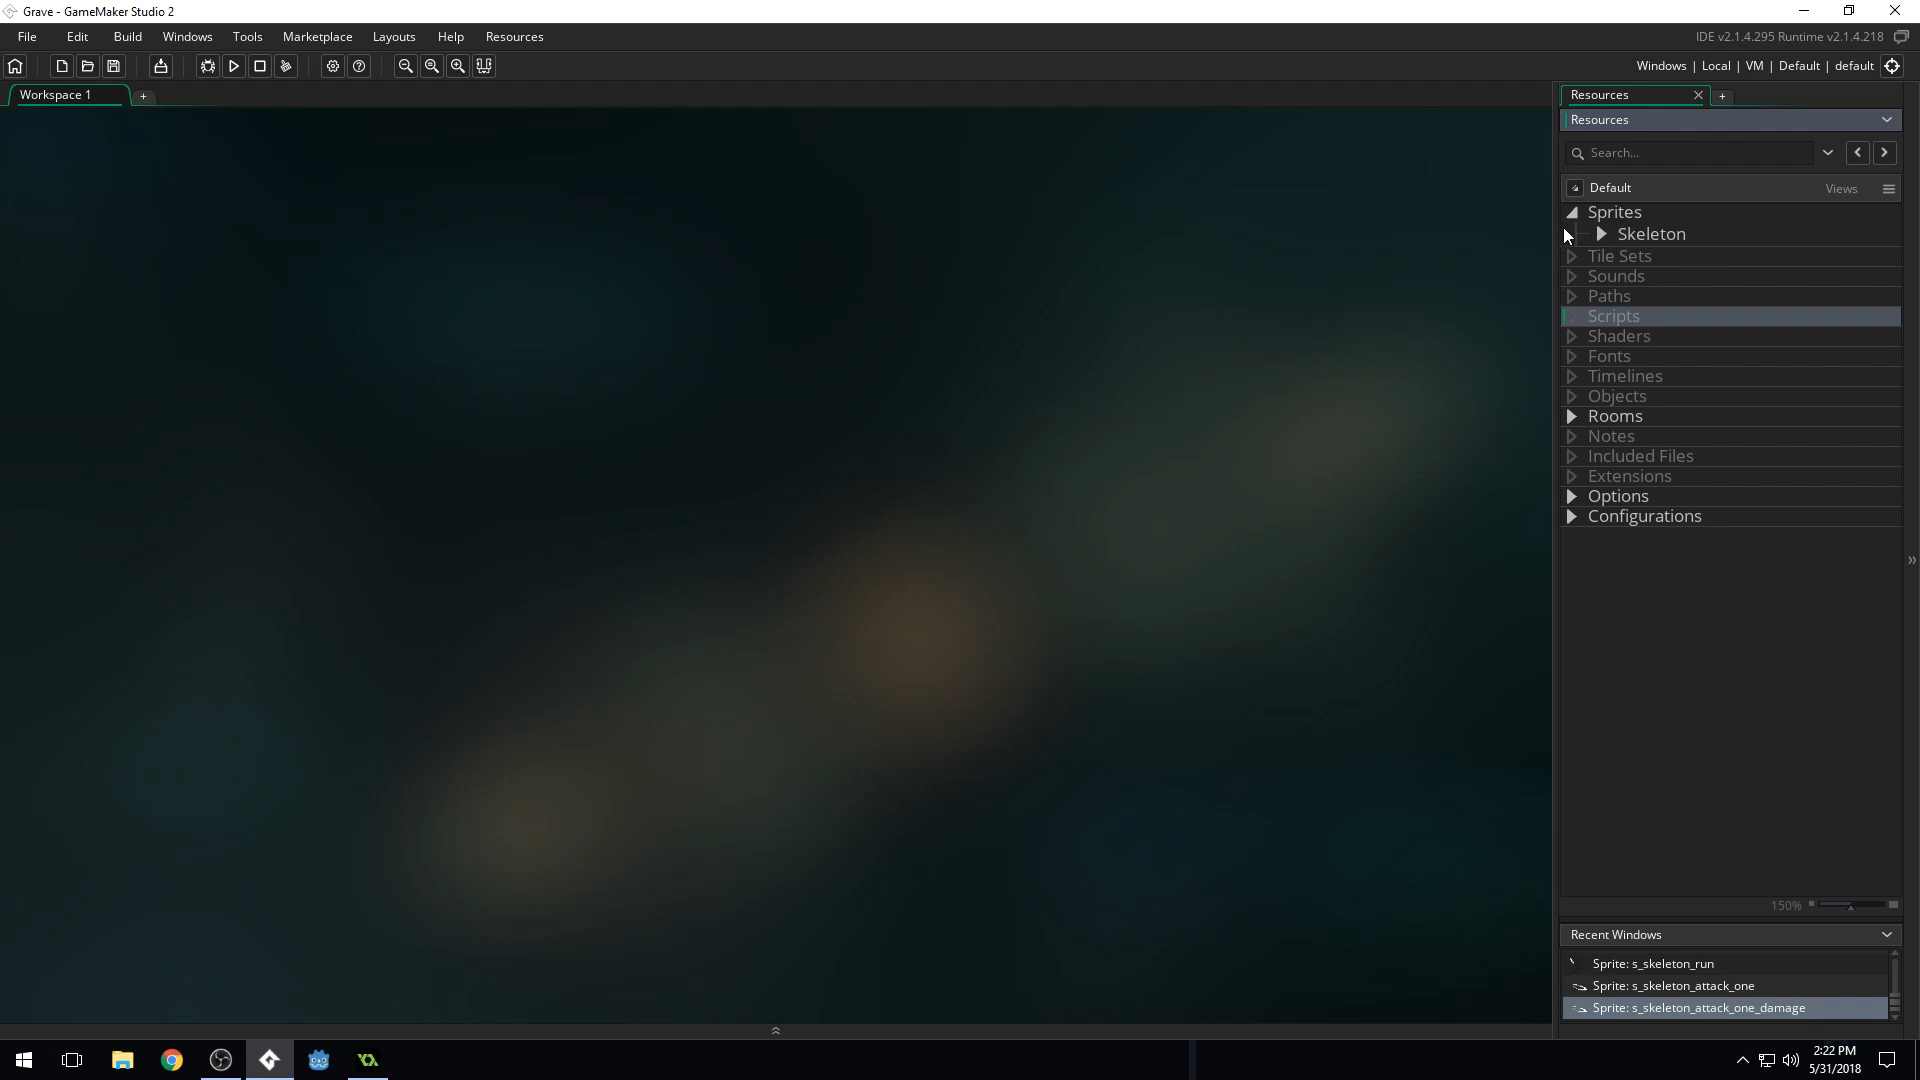 Grave - GameMaker Studio 2
File Edit Build Windows Tools Marketplace Layouts Help Resources
IDE v2.1.4.295 Runtime v2.1.4.218
Windows | Local | VM | Default | default
Workspace 1 +
Resources
Resources
Search...
Default Views
Sprites
Skeleton
Tile Sets
Sounds
Paths
Scripts
Shaders
Fonts
Timelines
Objects
Rooms
Notes
Included Files
Extensions
Options
Configurations
150%
Recent Windows
Sprite: s_skeleton_run
Sprite: s_skeleton_attack_one
Sprite: s_skeleton_attack_one_damage
2:22 PM
5/31/2018